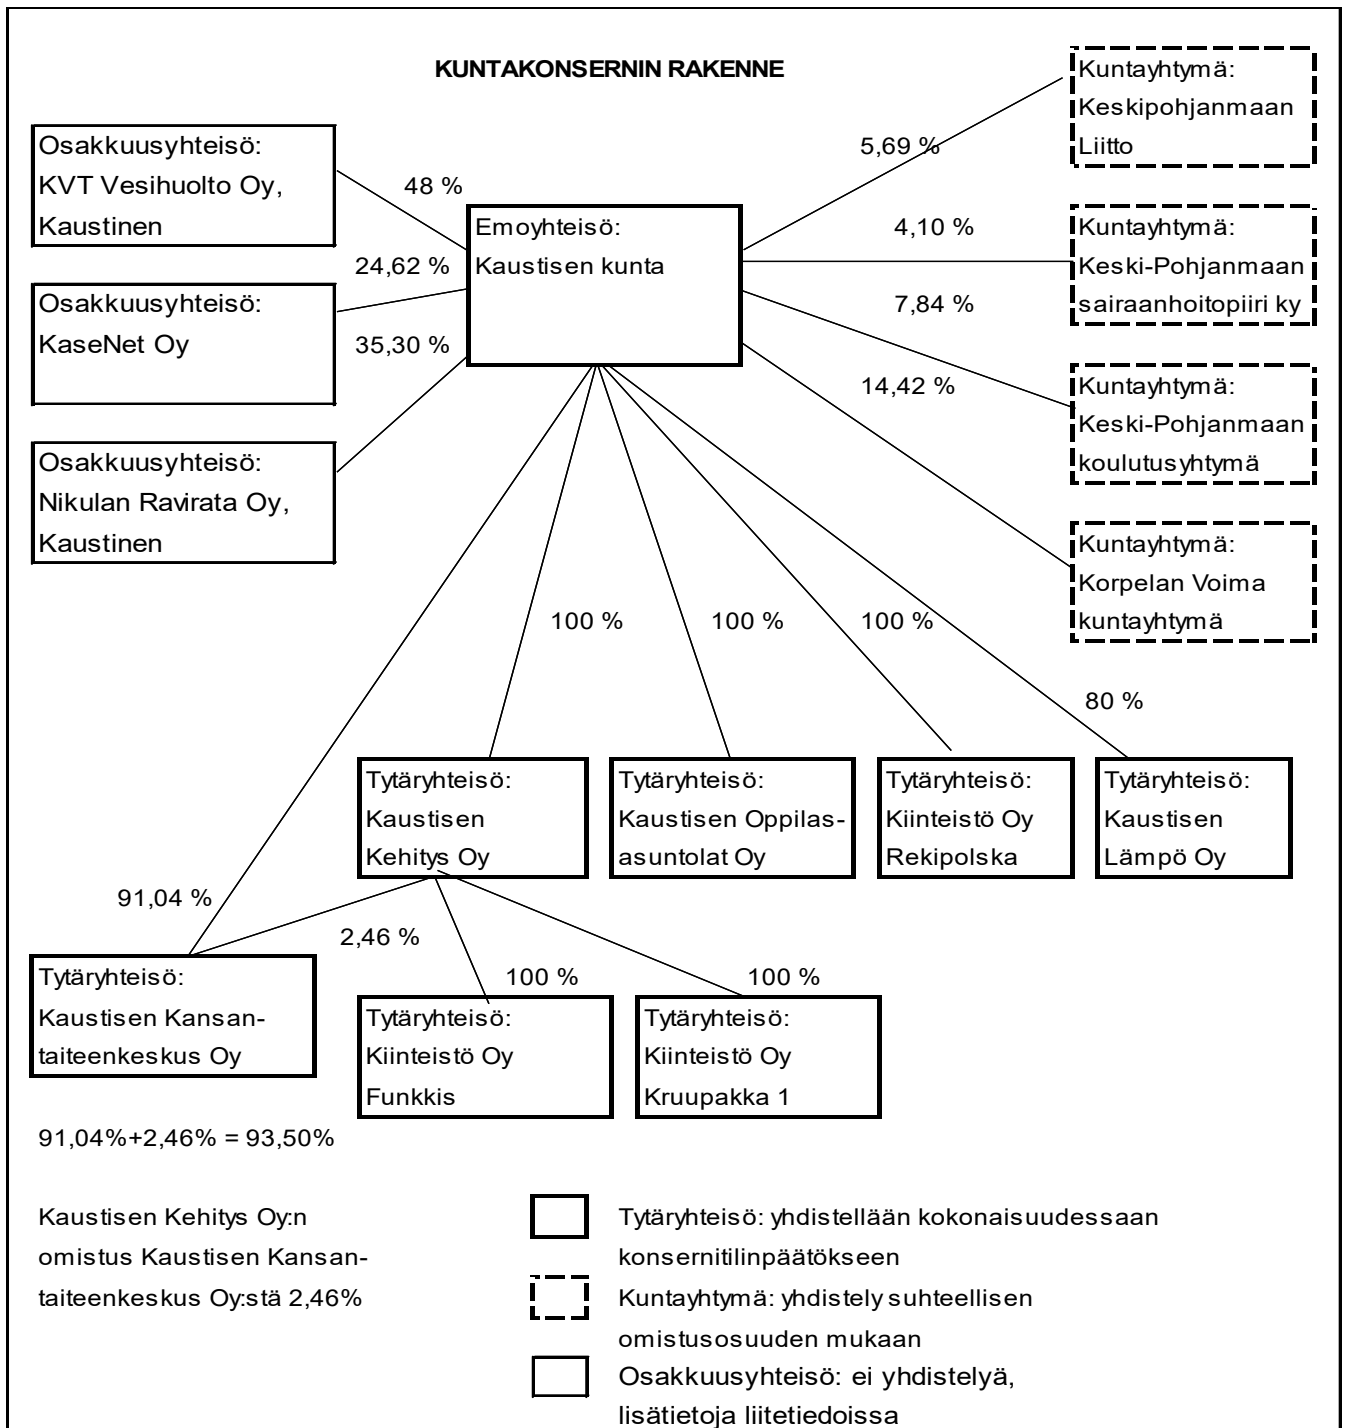 KUNTAKONSERNIN RAKENNE
Osakkuusyhteisö:
KVT Vesihuolto Oy,
Kaustinen
48 %
Osakkuusyhteisö:
KaseNet Oy
24,62 %
Osakkuusyhteisö:
Nikulan Ravirata Oy,
Kaustinen
35,30 %
Emoyhteisö:
Kaustisen kunta
5,69 %
Kuntayhtymä:
Keskipohjanmaan
Liitto
4,10 %
Kuntayhtymä:
Keski-Pohjanmaan
sairaanhoitopiiri ky
7,84 %
Kuntayhtymä:
Keski-Pohjanmaan
koulutusyhtymä
14,42 %
Kuntayhtymä:
Korpelan Voima
kuntayhtymä
100 %
100 %
100 %
80 %
Tytäryhteisö:
Kaustisen
Kehitys Oy
Tytäryhteisö:
Kaustisen Oppilas-
asuntolat Oy
Tytäryhteisö:
Kiinteistö Oy
Rekipolska
Tytäryhteisö:
Kaustisen
Lämpö Oy
91,04 %
2,46 %
100 %
100 %
Tytäryhteisö:
Kaustisen Kansan-
taiteenkeskus Oy
Tytäryhteisö:
Kiinteistö Oy
Funkkis
Tytäryhteisö:
Kiinteistö Oy
Kruupakka 1
91,04%+2,46% = 93,50%
Kaustisen Kehitys Oy:n
omistus Kaustisen Kansan-
taiteenkeskus Oy:stä 2,46%
Tytäryhteisö: yhdistellään kokonaisuudessaan
konsernitilinpäätökseen
Kuntayhtymä: yhdistely suhteellisen
omistusosuuden mukaan
Osakkuusyhteisö: ei yhdistelyä,
lisätietoja liitetiedoissa